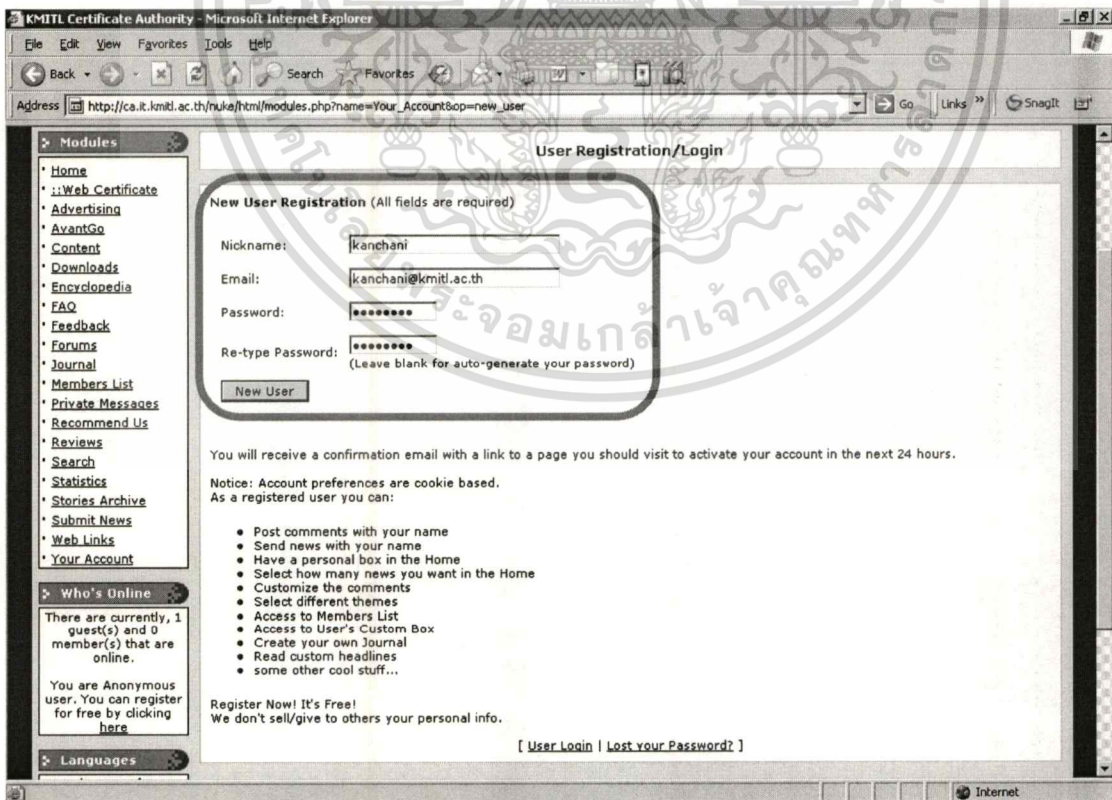 KMITL Certificate Authority - Microsoft Internet Explorer
File Edit View Favorites Tools Help
Back Search Favorites
Address http://ca.it.kmitl.ac.th/nuke/html/modules.php?name=Your_Account&op=new_user Go Links » SnagIt
Modules
Home
::Web Certificate
Advertising
AvantGo
Content
Downloads
Encyclopedia
FAQ
Feedback
Forums
Journal
Members List
Private Messages
Recommend Us
Reviews
Search
Statistics
Stories Archive
Submit News
Web Links
Your Account
Who's Online
There are currently, 1
guest(s) and 0
member(s) that are
online.
You are Anonymous
user. You can register
for free by clicking
here
Languages
User Registration/Login
New User Registration (All fields are required)
Nickname: kanchani
Email: kanchani@kmitl.ac.th
Password: ••••••••
Re-type Password: ••••••••
(Leave blank for auto-generate your password)
New User
You will receive a confirmation email with a link to a page you should visit to activate your account in the next 24 hours.
Notice: Account preferences are cookie based.
As a registered user you can:
• Post comments with your name
• Send news with your name
• Have a personal box in the Home
• Select how many news you want in the Home
• Customize the comments
• Select different themes
• Access to Members List
• Access to User's Custom Box
• Create your own Journal
• Read custom headlines
• some other cool stuff...
Register Now! It's Free!
We don't sell/give to others your personal info.
[ User Login | Lost your Password? ]
Internet